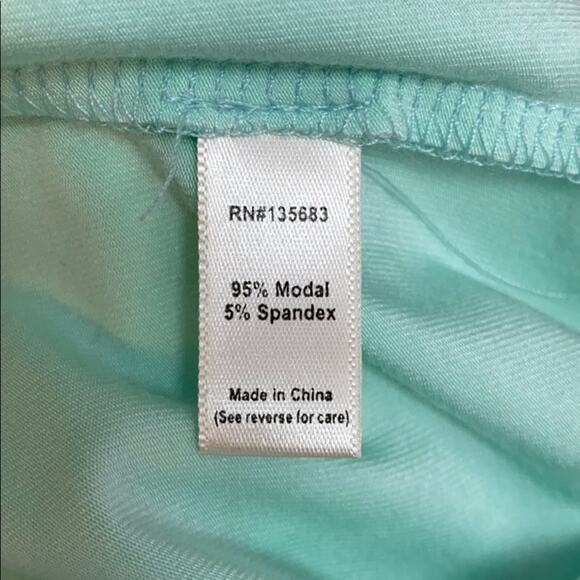 RN#135683
95% Modal
5% Spandex
Made in China
(See reverse for care)